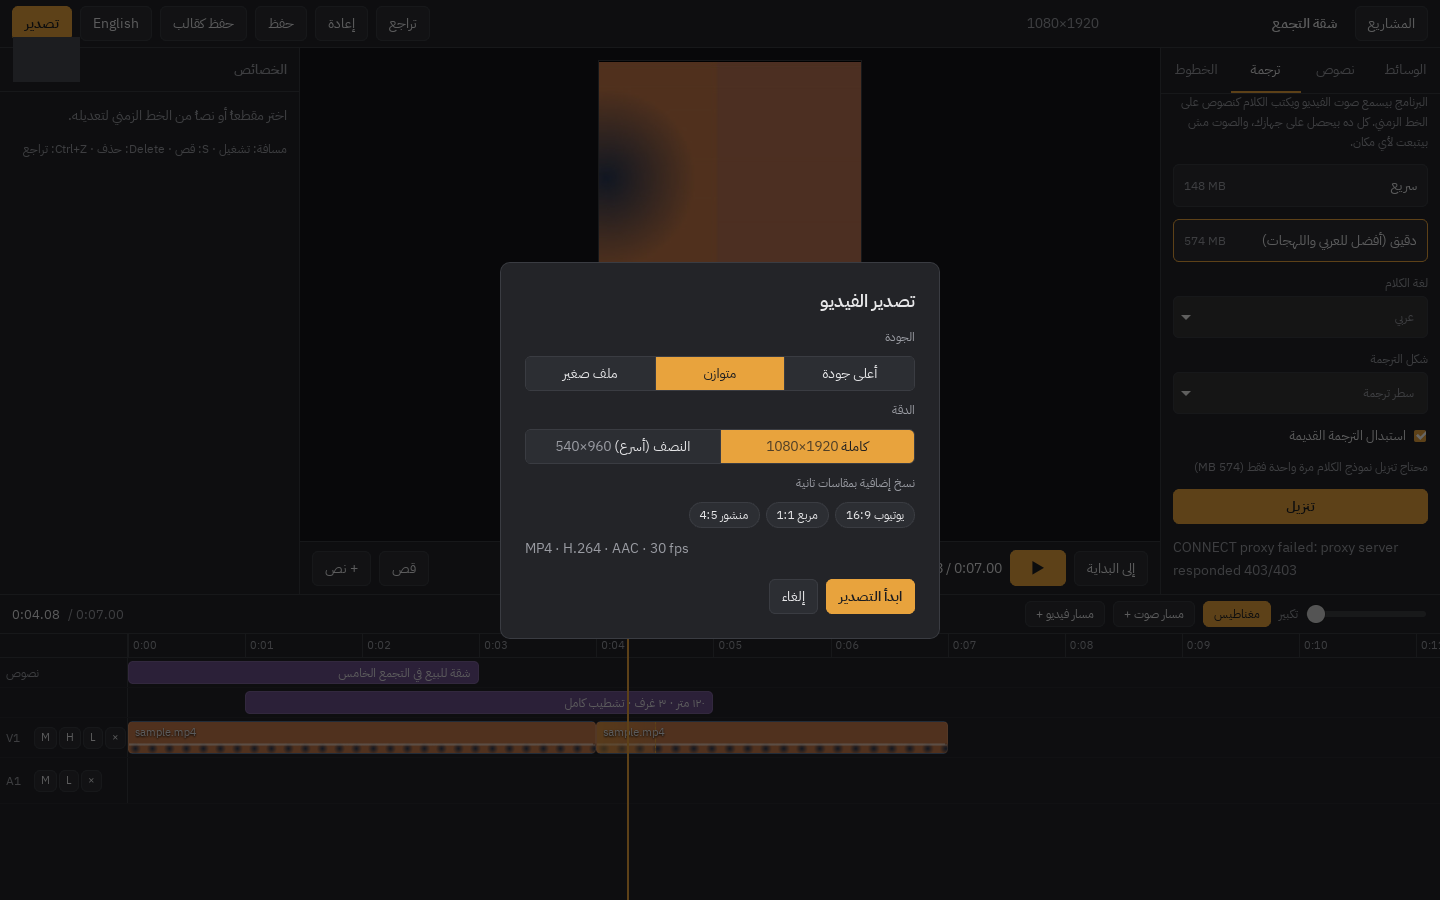 المشاريع
شقة التجمع
1080×1920
تراجع
إعادة
حفظ
حفظ كقالب
English
تصدير
الوسائط
نصوص
ترجمة
الخطوط
البرنامج بيسمع صوت الفيديو ويكتب الكلام كنصوص على
الخط الزمني. كل ده بيحصل على جهازك، والصوت مش
بيتبعت لأي مكان.
سريع
148 MB
دقيق (أفضل للعربي واللهجات)
574 MB
لغة الكلام
عربي
شكل الترجمة
سطر ترجمة
استبدال الترجمة القديمة
محتاج تنزيل نموذج الكلام مرة واحدة فقط (574 MB)
تنزيل
CONNECT proxy failed: proxy server
responded 403/403
الخصائص
اختر مقطعاً أو نصاً من الخط الزمني لتعديله.
مسافة: تشغيل · S: قص · Delete: حذف · Ctrl+Z: تراجع
تصدير الفيديو
الجودة
أعلى جودة
متوازن
ملف صغير
الدقة
كاملة 1080×1920
النصف (أسرع) 540×960
نسخ إضافية بمقاسات تانية
يوتيوب 16:9
مربع 1:1
منشور 4:5
MP4 · H.264 · AAC · 30 fps
ابدأ التصدير
إلغاء
إلى البداية
/ 0:07.00
قص
+ نص
0:04.08 / 0:07.00
تكبير
مغناطيس
+ مسار صوت
+ مسار فيديو
0:00
0:01
0:02
0:03
0:04
0:05
0:06
0:07
0:08
0:09
0:10
نصوص
شقة للبيع في التجمع الخامس
١٢٠ متر · ٣ غرف · تشطيب كامل
V1 M H L ×
sample.mp4
sample.mp4
A1 M L ×